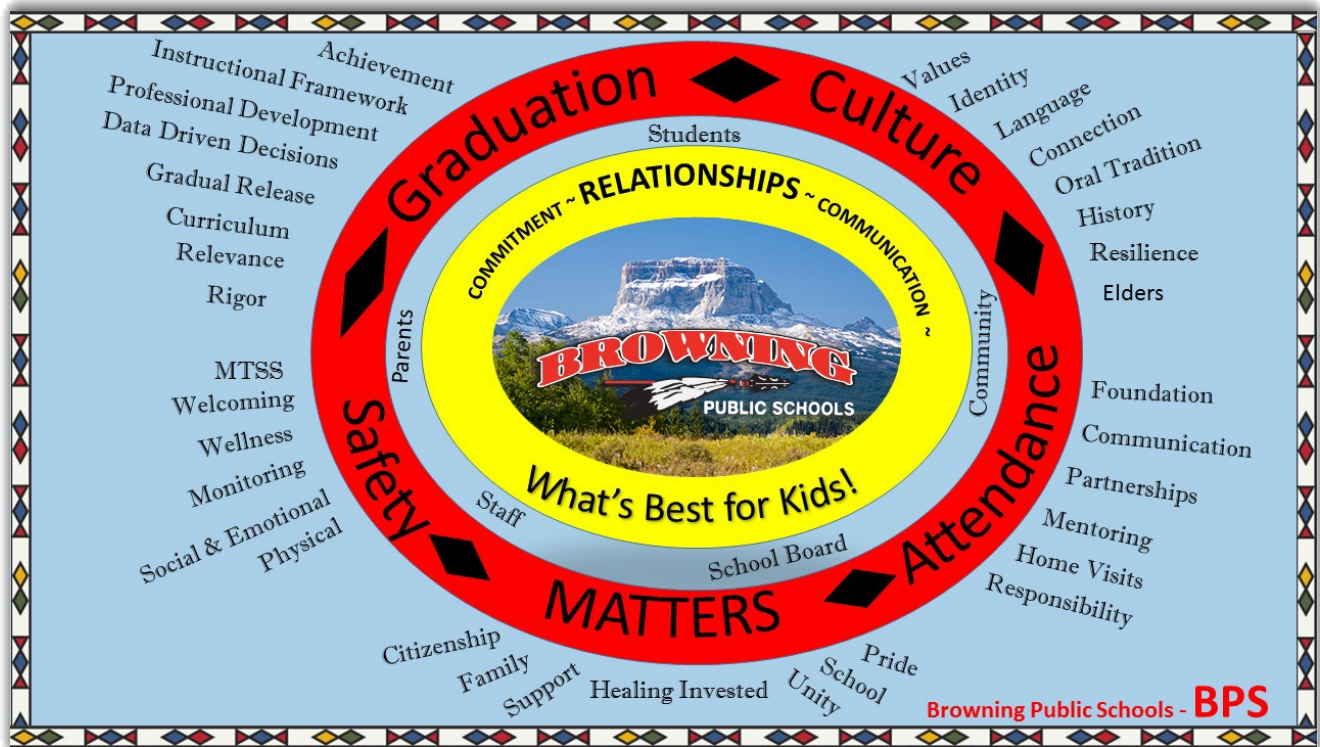 Achievement
Instructional Framework
Professional Development
Data Driven Decisions
Gradual Release
Curriculum
Relevance
Rigor
Graduation
Culture
Values
Identity
Language
Connection
Oral Tradition
History
Resilience
Elders
Students
Parents
Community
Staff
School Board
COMMITMENT ~ RELATIONSHIPS ~ COMMUNICATION ~
BROWNING
PUBLIC SCHOOLS
What's Best for Kids!
MTSS
Welcoming
Wellness
Monitoring
Social & Emotional
Physical
Safety
MATTERS
Attendance
Foundation
Communication
Partnerships
Mentoring
Home Visits
Responsibility
Citizenship
Family
Support
Healing Invested
Unity
School
Pride
Browning Public Schools - BPS